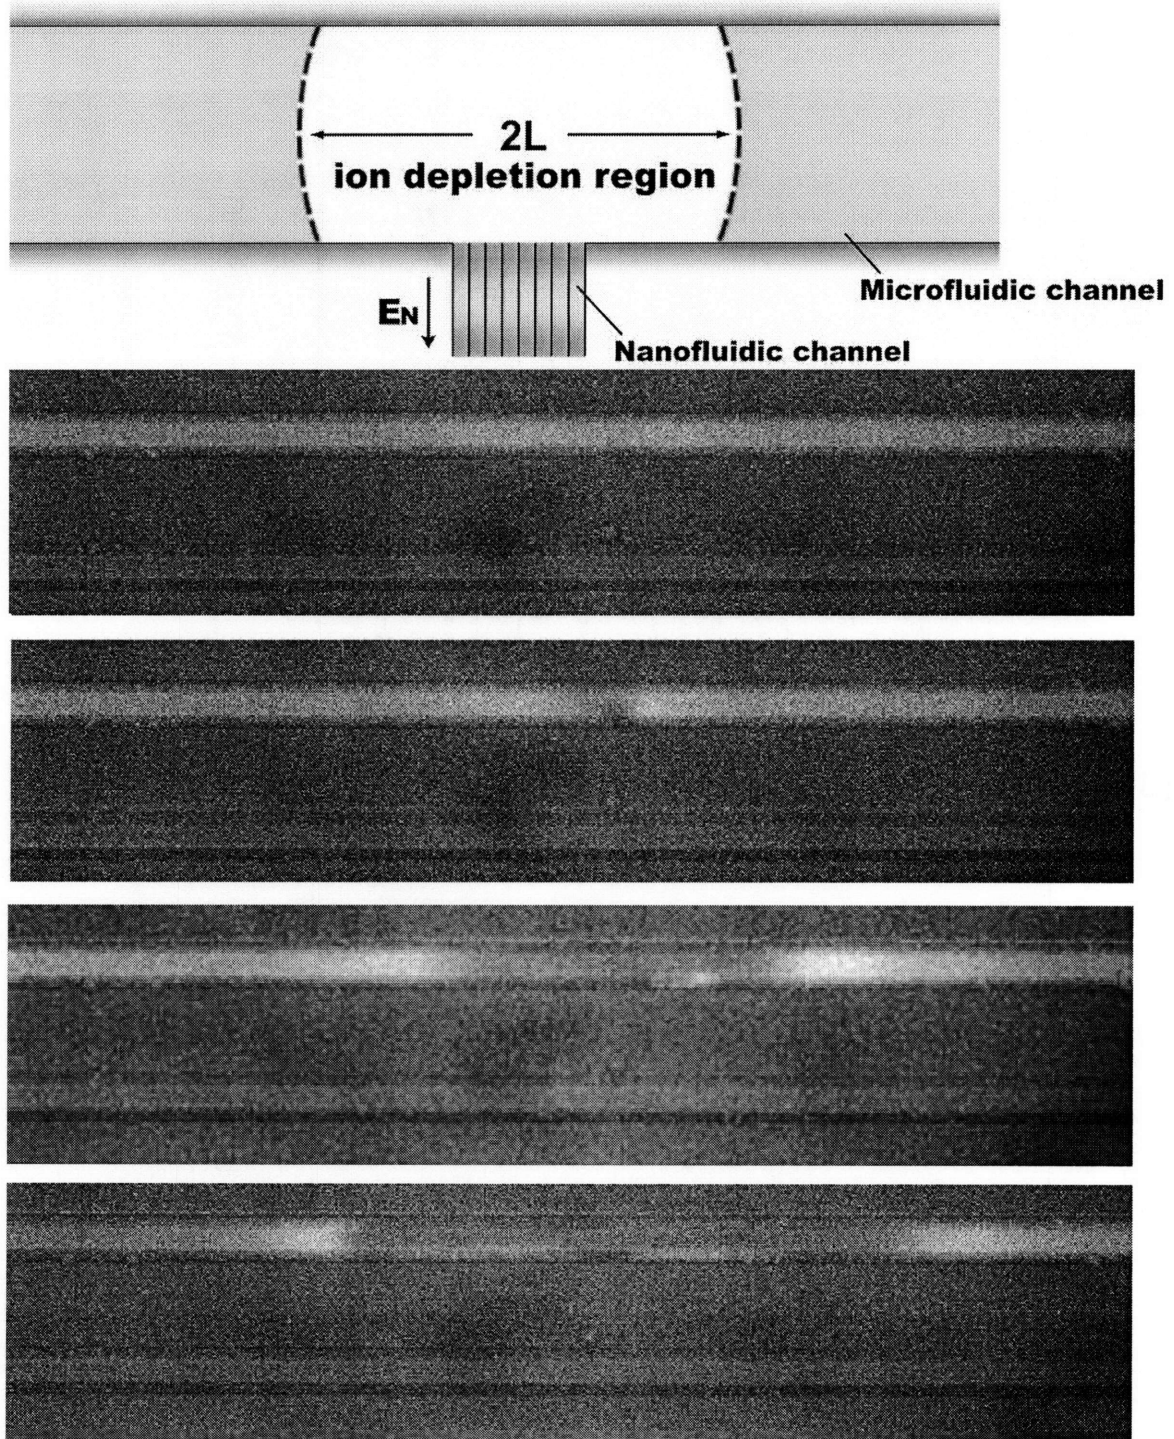 2L
ion depletion region
Microfluidic channel
EN
Nanofluidic channel